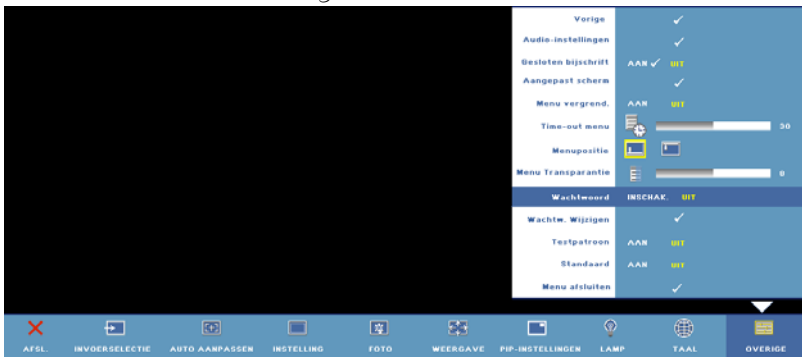 Vorige
Audio-instellingen
Gesloten bijschrift AAN UIT
Aangepast scherm
Menu vergrend. AAN UIT
Time-out menu 30
Menupositie
Menu Transparantie 0
Wachtwoord INSCHAK. UIT
Wachtw. Wijzigen
Testpatroon AAN UIT
Standaard AAN UIT
Menu afsluiten
AFSL. INVOERSELECTIE AUTO AANPASSEN INSTELLING FOTO WEERGAVE PIP-INSTELLINGEN LAMP TAAL OVERIGE